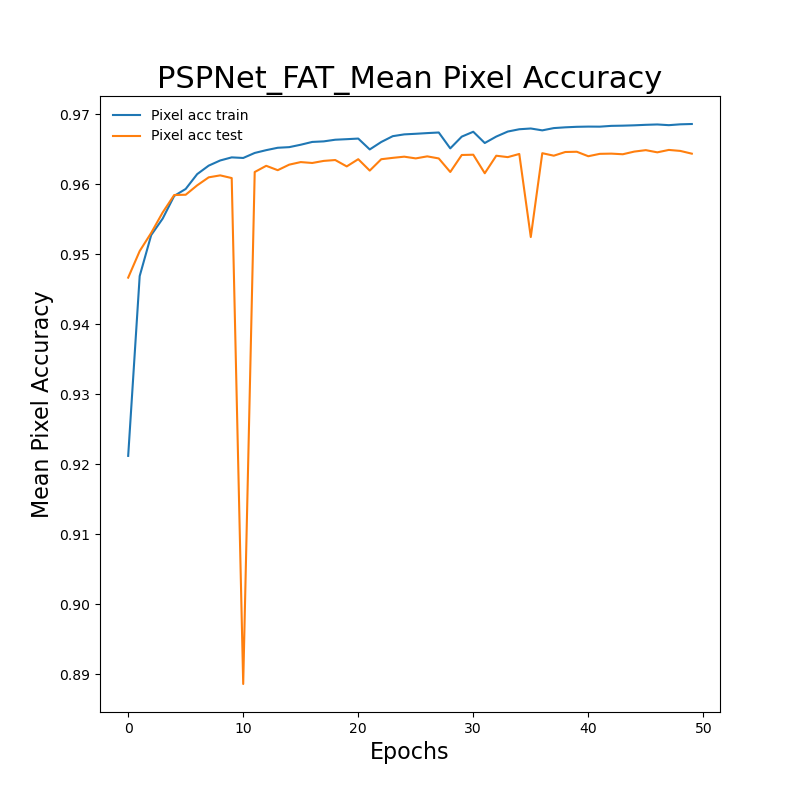 PSPNet_FAT_Mean Pixel Accuracy
Pixel acc train
Pixel acc test
Mean Pixel Accuracy
0.97
0.96
0.95
0.94
0.93
0.92
0.91
0.90
0.89
0 10 20 30 40 50
Epochs